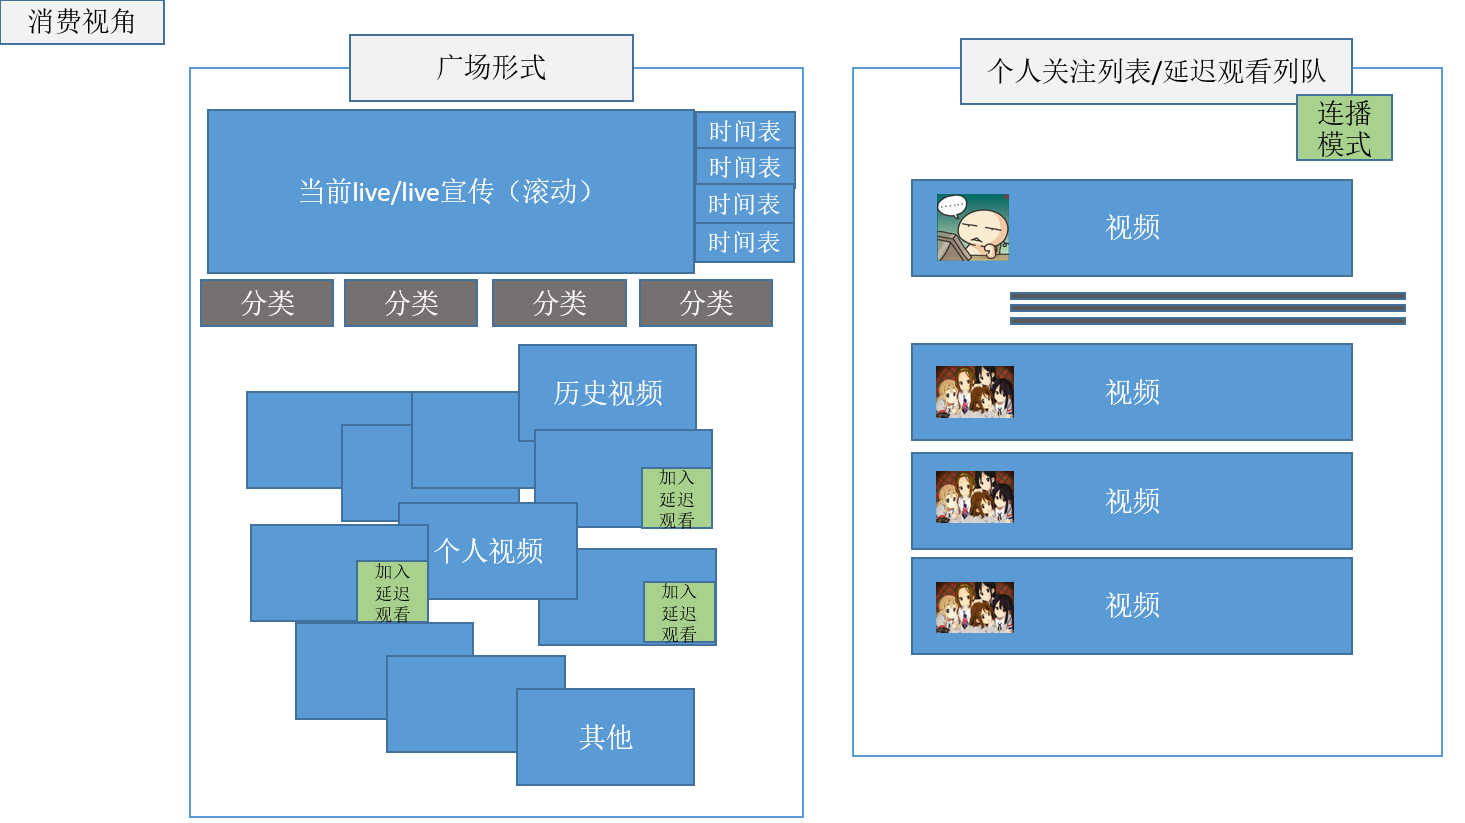 消费视角
广场形式
当前live/live宣传（滚动）
时间表
时间表
时间表
时间表
分类
分类
分类
分类
历史视频
加入
延迟
观看
个人视频
加入
延迟
观看
加入
延迟
观看
其他
个人关注列表/延迟观看列队
连播
模式
......
视频
视频
视频
视频